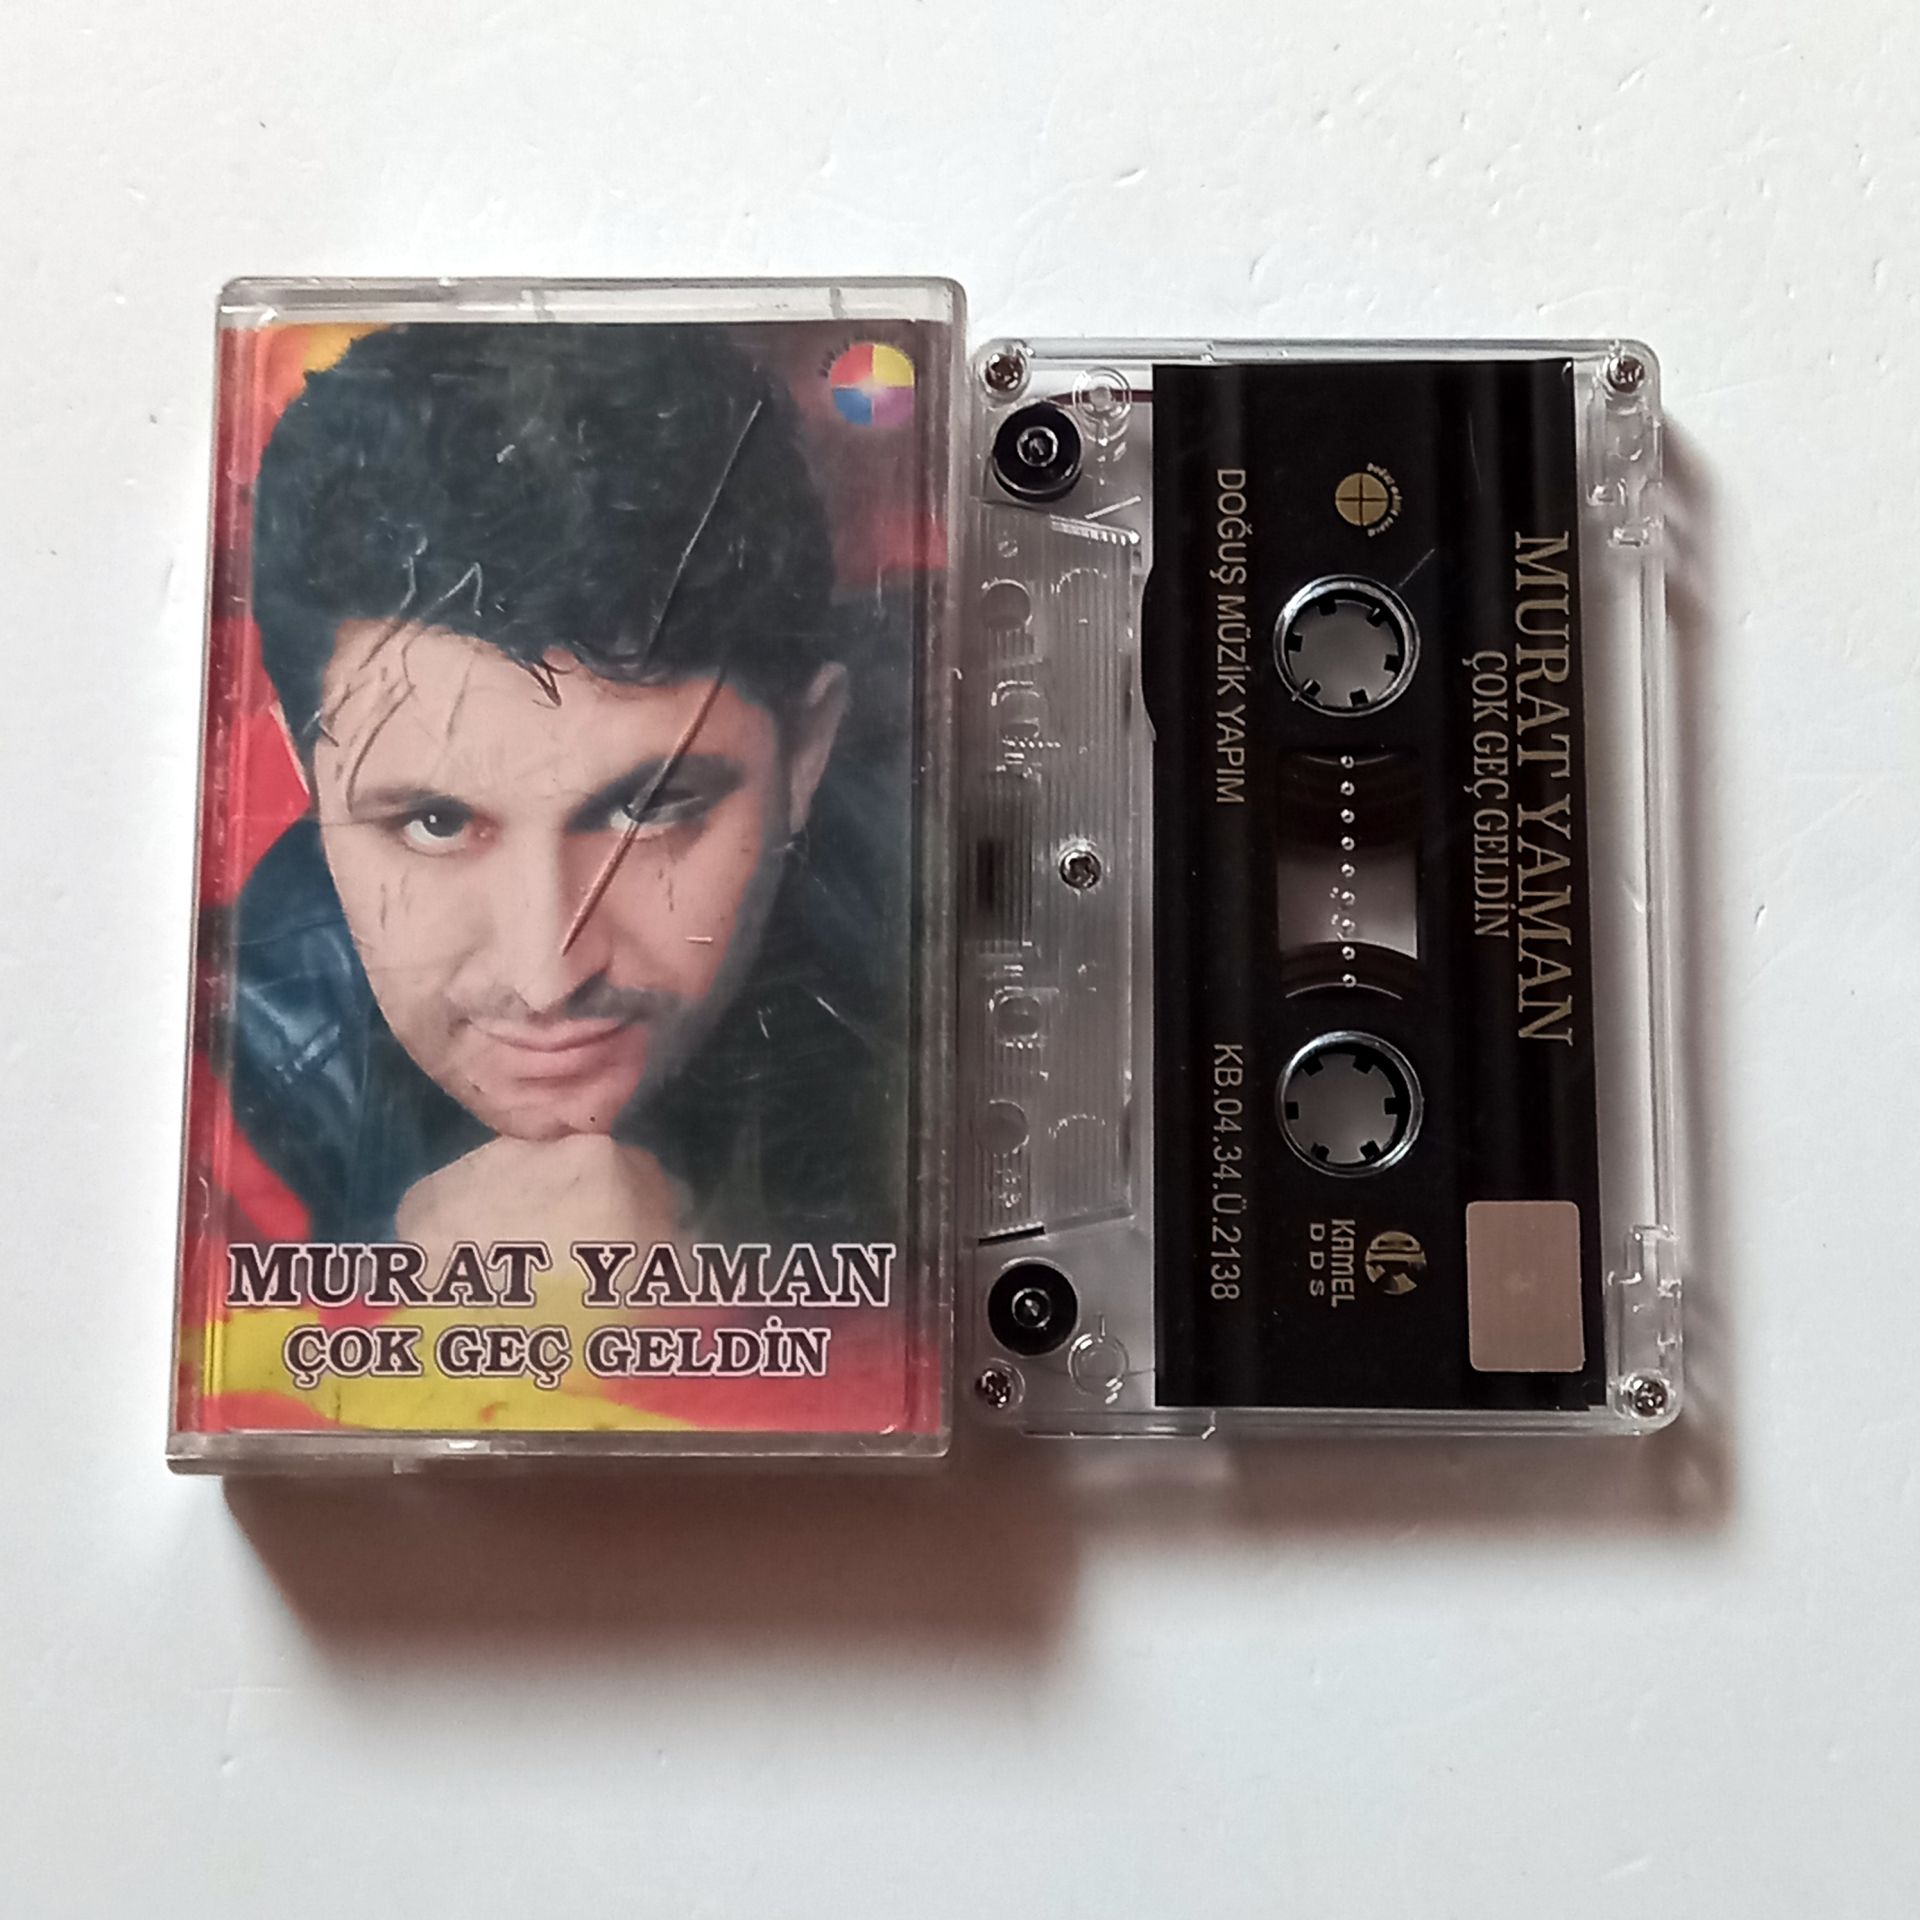 MURAT YAMAN
ÇOK GEÇ GELDİN
MURAT YAMAN
ÇOK GEÇ GELDİN
KAMEL
DDS
DOĞUŞ MÜZİK YAPIM
KB.04.34.Ü.2138